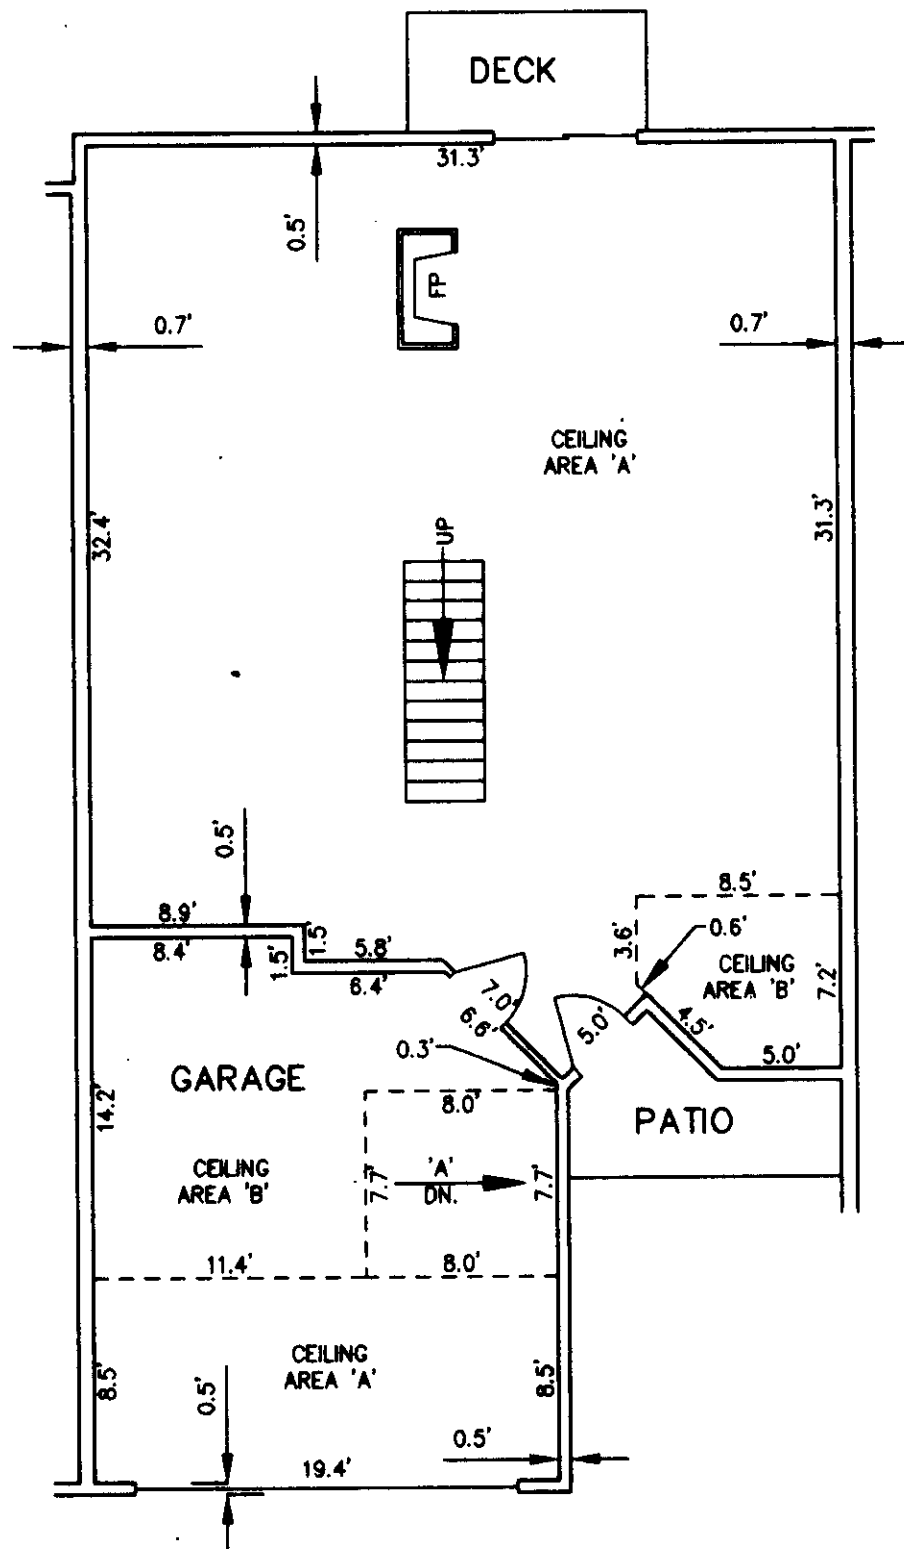 DECK
31.3'
0.5'
FP
0.7'
0.7'
CEILING
AREA 'A'
UP
32.4'
31.3'
0.5'
8.5'
8.9'
8.4'
1.5'
1.5'
5.8'
6.4'
3.6'
0.6'
CEILING
AREA 'B'
7.2'
7.0'
6.6'
5.0'
4.5'
0.3'
5.0'
GARAGE
8.0'
14.2'
PATIO
CEILING
AREA 'B'
7.7'
'A'
DN.
7.7'
11.4'
8.0'
CEILING
AREA 'A'
8.5'
0.5'
8.5'
0.5'
19.4'